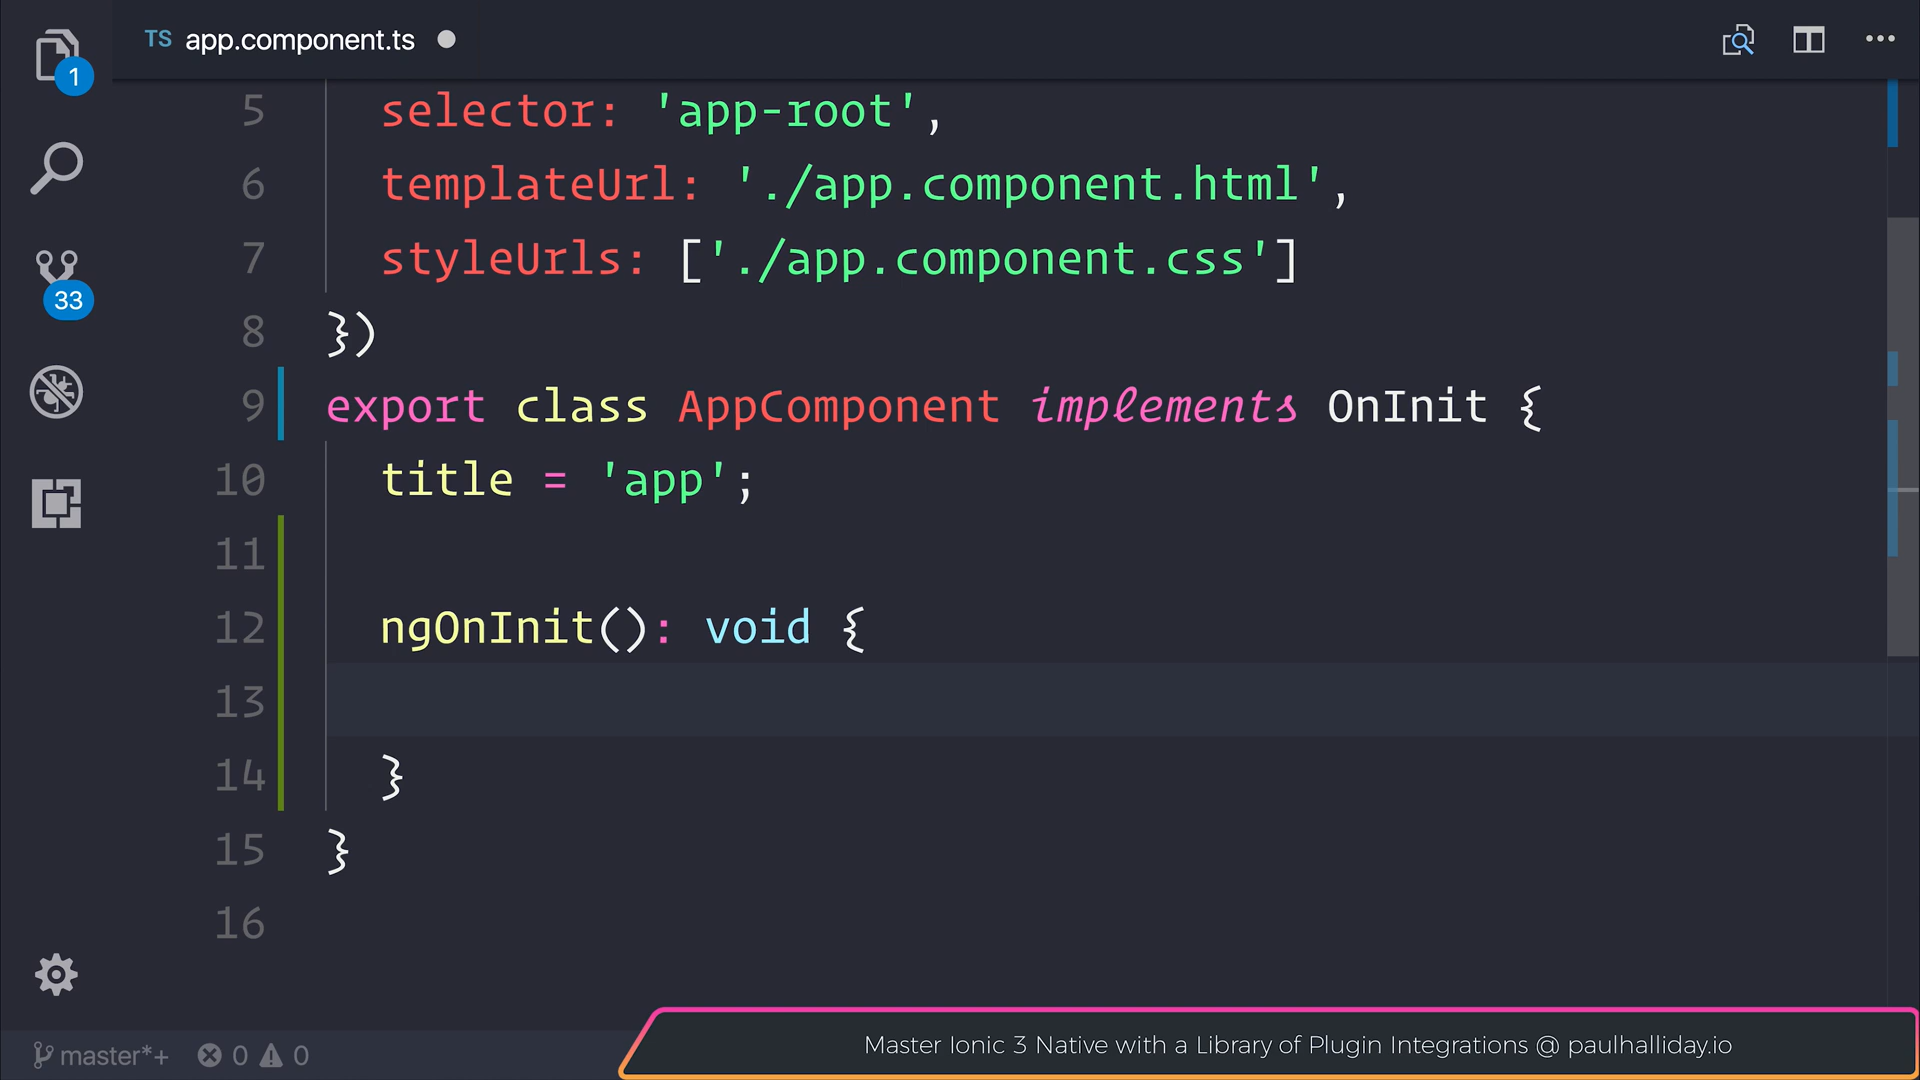 TS app.component.ts
1
5 selector: 'app-root',
6 templateUrl: './app.component.html',
7 styleUrls: ['./app.component.css']
33
8 })
9 export class AppComponent implements OnInit {
10 title = 'app';
11
12 ngOnInit(): void {
13
14 }
15 }
16
master*+ 0 0
Master Ionic 3 Native with a Library of Plugin Integrations @ paulhalliday.io